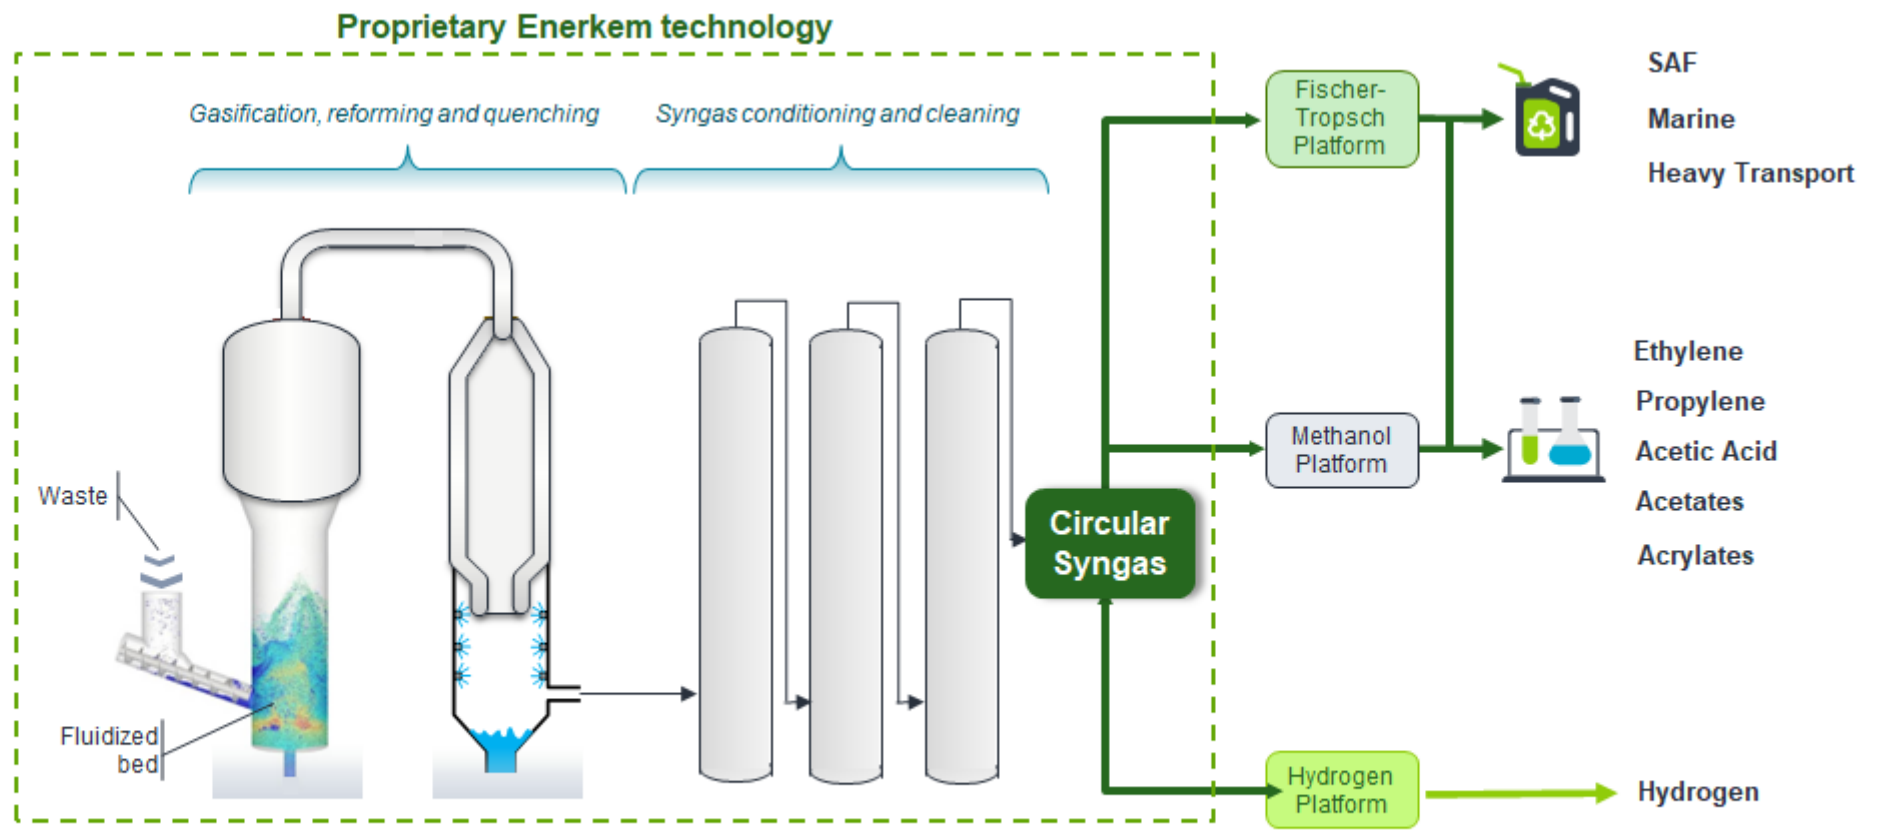 Proprietary Enerkem technology
Gasification, reforming and quenching
Syngas conditioning and cleaning
Waste
Fluidized
bed
Circular
Syngas
Fischer-
Tropsch
Platform
SAF
Marine
Heavy Transport
Methanol
Platform
Ethylene
Propylene
Acetic Acid
Acetates
Acrylates
Hydrogen
Platform
Hydrogen